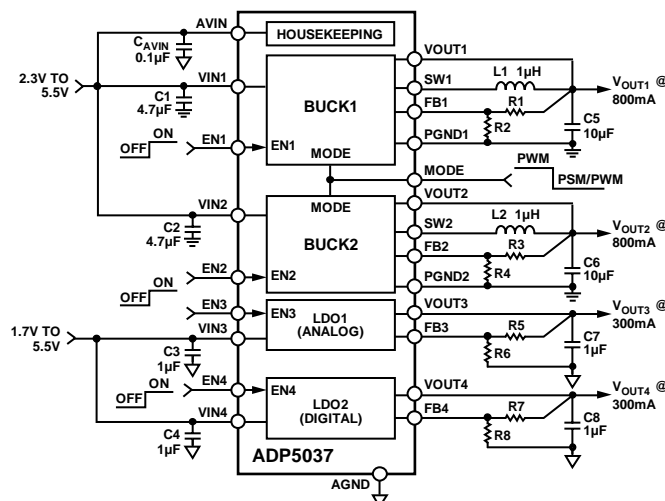 AVIN
HOUSEKEEPING
CAVIN
0.1µF
VOUT1
2.3V TO
5.5V
VIN1
C1
4.7µF
BUCK1
SW1
L1 1µH
VOUT1 @
800mA
FB1
R1
R2
C5
10µF
ON
OFF
EN1
EN1
PGND1
MODE
MODE
PWM
PSM/PWM
VOUT2
VIN2
MODE
C2
4.7µF
BUCK2
SW2
L2 1µH
VOUT2 @
800mA
FB2
R3
R4
C6
10µF
EN2
EN2
PGND2
ON
OFF
EN3
EN3
LDO1
(ANALOG)
VOUT3
VOUT3 @
300mA
1.7V TO
5.5V
VIN3
FB3
R5
R6
C7
1µF
C3
1µF
ON
OFF
EN4
EN4
VOUT4
VOUT4 @
300mA
LDO2
(DIGITAL)
VIN4
FB4
R7
R8
C8
1µF
C4
1µF
ADP5037
AGND